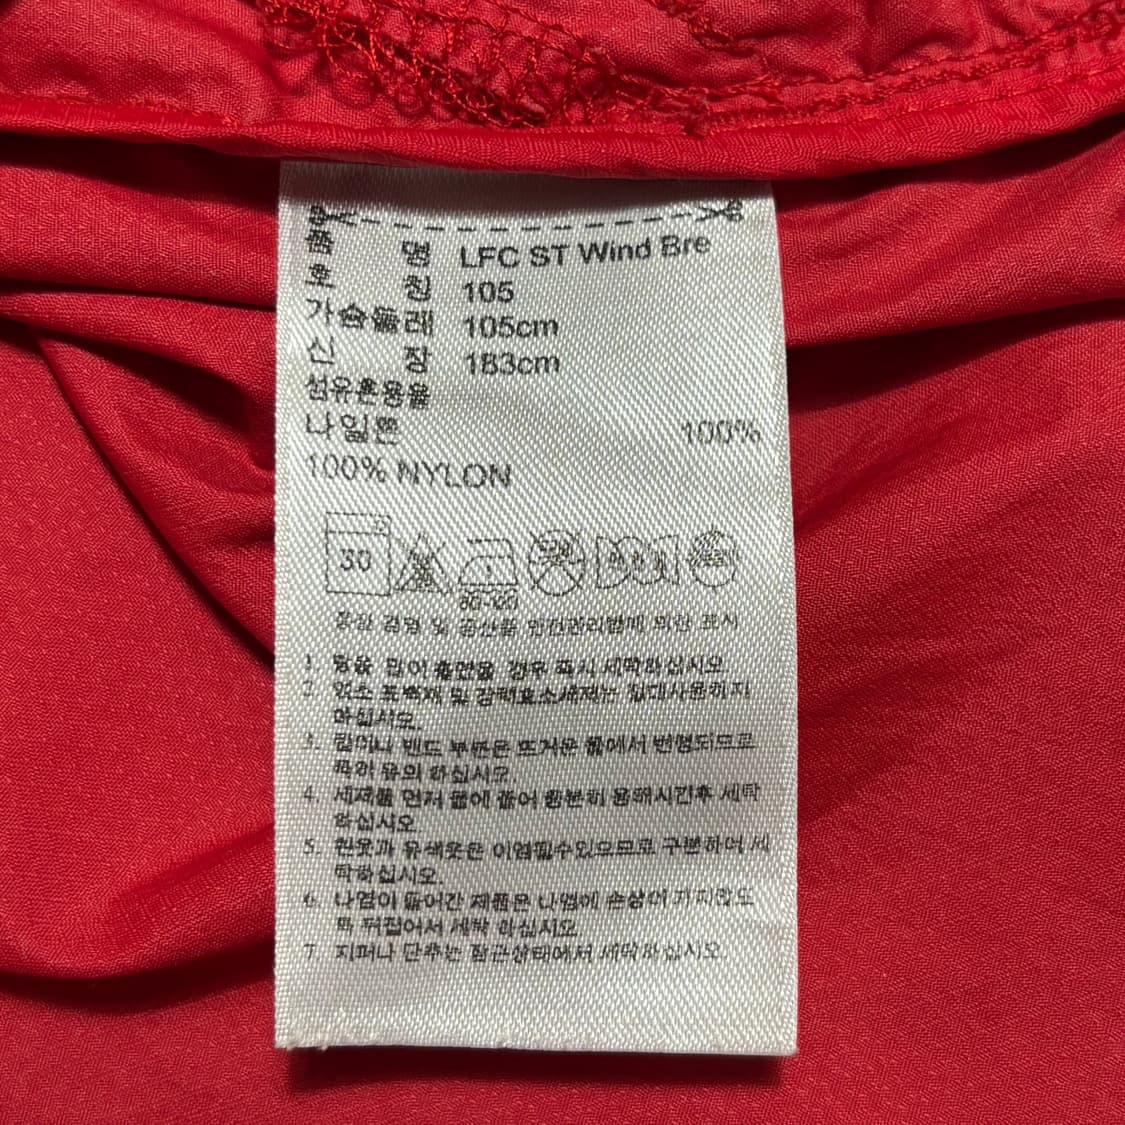 품 명 LFC ST Wind Bre
호 칭 105
가슴둘레 105cm
신 장 183cm
섬유혼용율
나일론 100%
100% NYLON
30
80-120
품질 경영 및 공산품 안전관리법에 의한 표시
1. 땀을 많이 흘렸을 경우 즉시 세탁하십시오
2. 염소 표백제 및 강력효소세제는 절대사용하지
마십시오.
3. 립이나 밴드 부분은 뜨거운 물에서 변형되므로
특히 유의 하십시오.
4. 세제를 먼저 물에 풀어 충분히 용해시킨후 세탁
하십시오
5. 흰옷과 유색옷은 이염될수있으므로 구분하여 세
탁하십시오.
6. 나염이 들어간 제품은 나염에 손상이 가지않도
록 뒤집어서 세탁 하십시오
7. 지퍼나 단추는 잠근상태에서 세탁하십시오